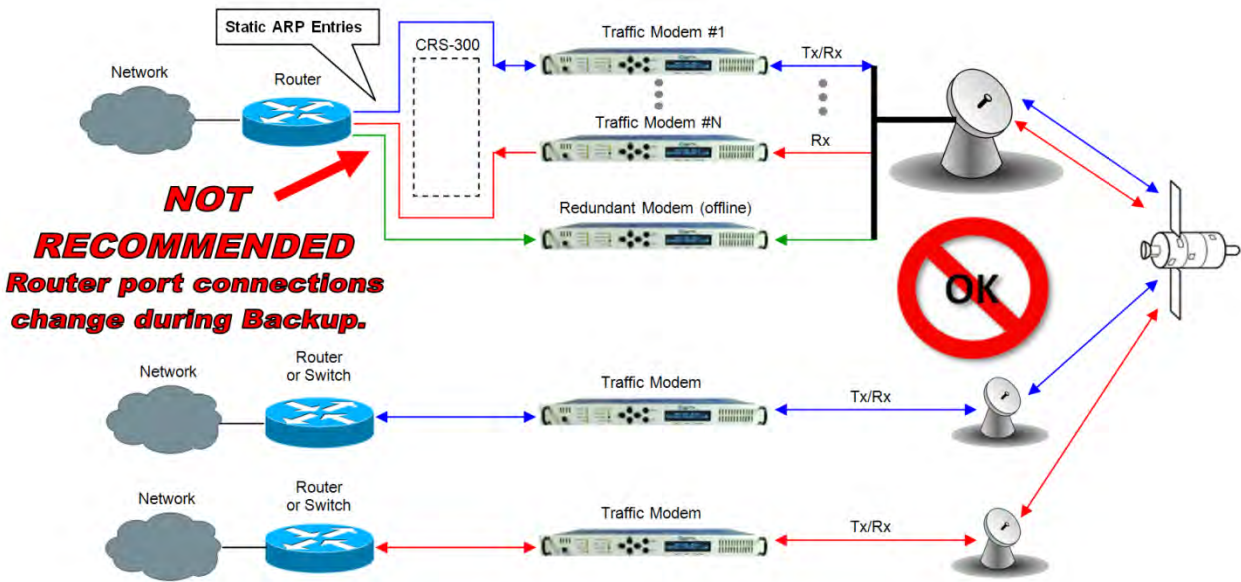 Static ARP Entries
CRS-300
Traffic Modem #1
Tx/Rx
Network
Router
Traffic Modem #N
Rx
NOT
RECOMMENDED
Router port connections
change during Backup.
Redundant Modem (offline)
OK
Network
Router
or Switch
Traffic Modem
Tx/Rx
Network
Router
or Switch
Traffic Modem
Tx/Rx